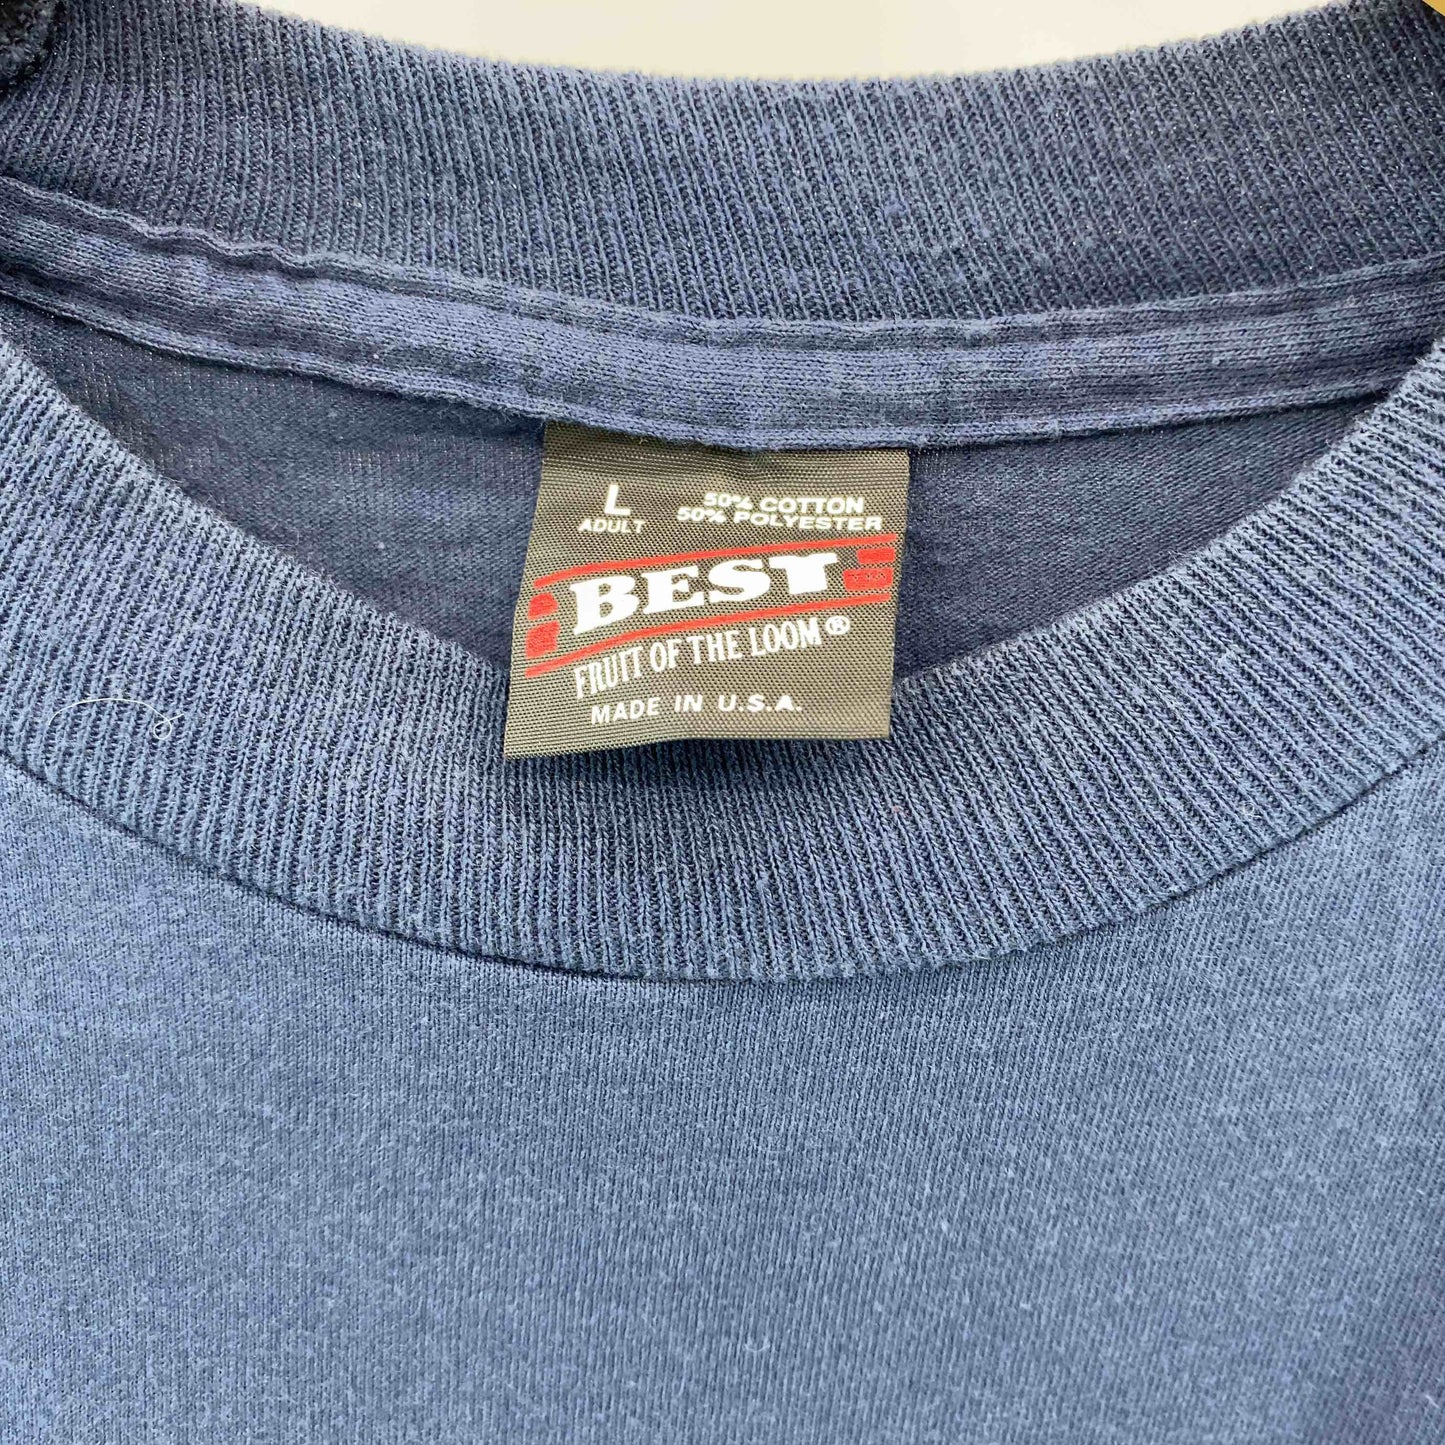 L
ADULT
50% COTTON
50% POLYESTER
BEST
FRUIT OF THE LOOM®
MADE IN U.S.A.